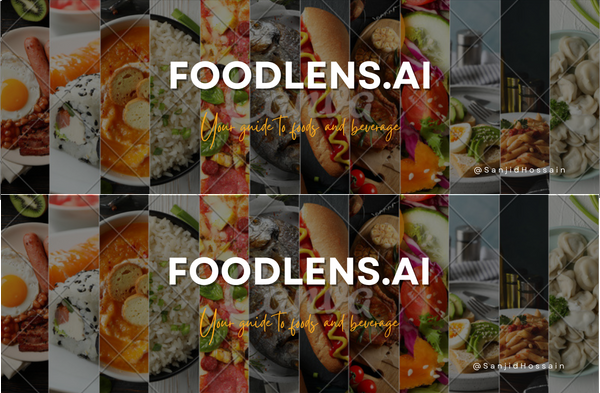 FOODLENS.AI
Your guide to foods and beverage
@SanjidHossain
FOODLENS.AI
Your guide to foods and beverage
@SanjidHossain